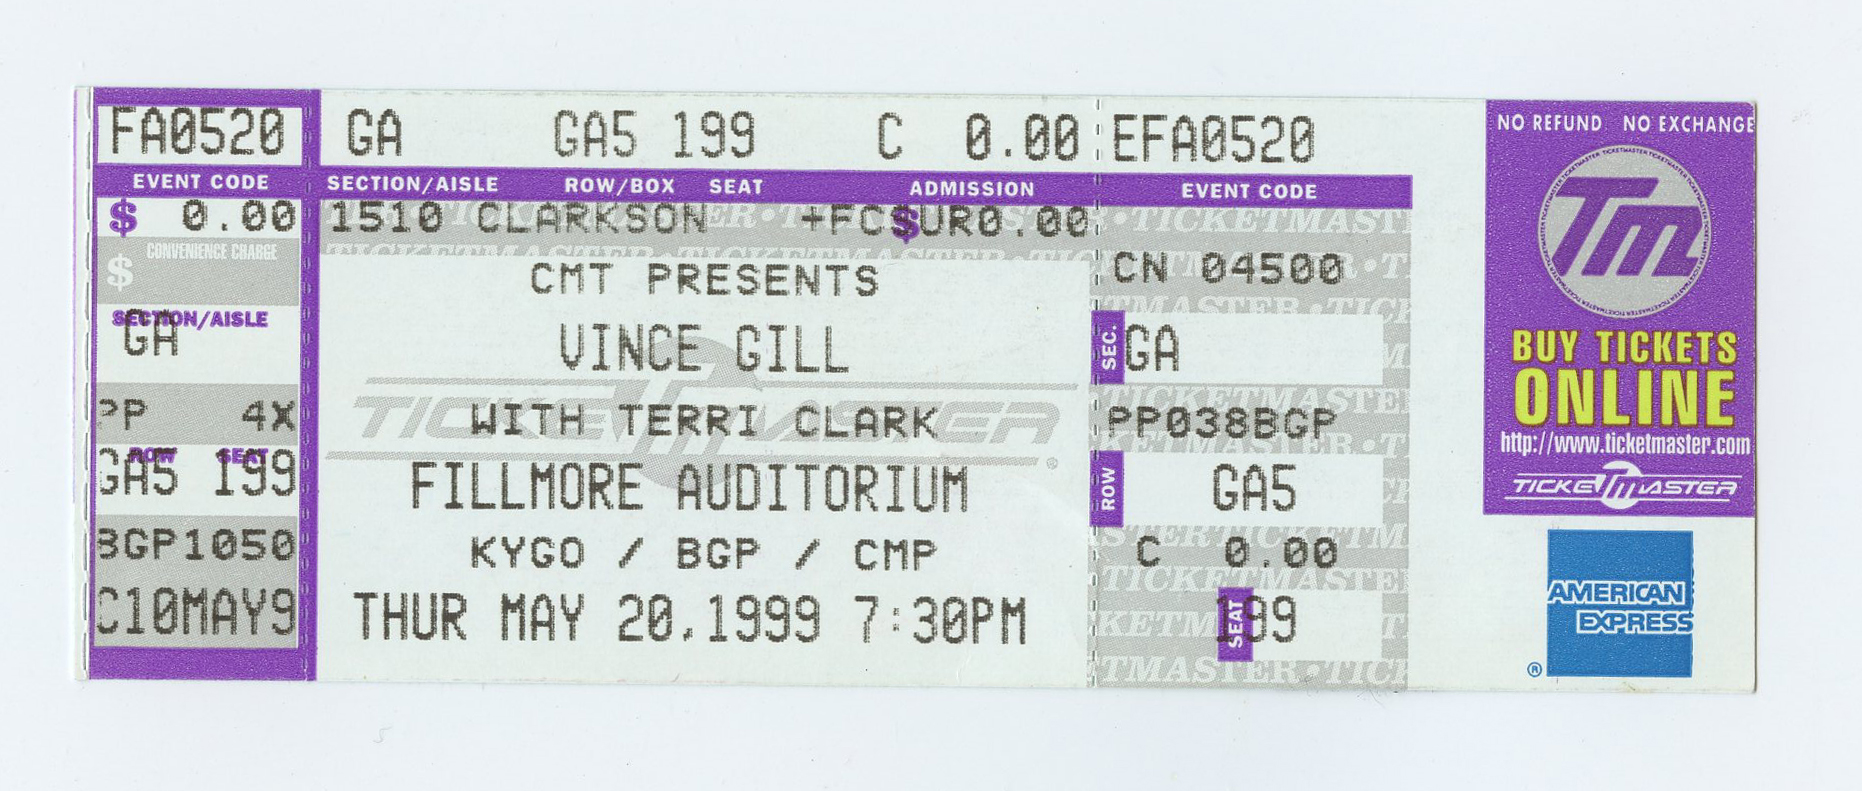 FA0520
EVENT CODE
$ 0.00
$ CONVENIENCE CHARGE
SECTION/AISLE
GA
PP 4X
ROW SEAT
GA5 199
BGP1050
C10MAY9
GA GA5 199 C 0.00
SECTION/AISLE ROW/BOX SEAT ADMISSION
1510 CLARKSON +FC$UR0.00
CMT PRESENTS
VINCE GILL
WITH TERRI CLARK
TICKETMASTER®
FILLMORE AUDITORIUM
KYGO / BGP / CMP
THUR MAY 20,1999 7:30PM
EFA0520
EVENT CODE
CN 04500
SEC. GA
PP038BGP
ROW GA5
C 0.00
SEAT 199
NO REFUND NO EXCHANGE
TM
BUY TICKETS
ONLINE
http://www.ticketmaster.com
TICKETMASTER
AMERICAN
EXPRESS
®